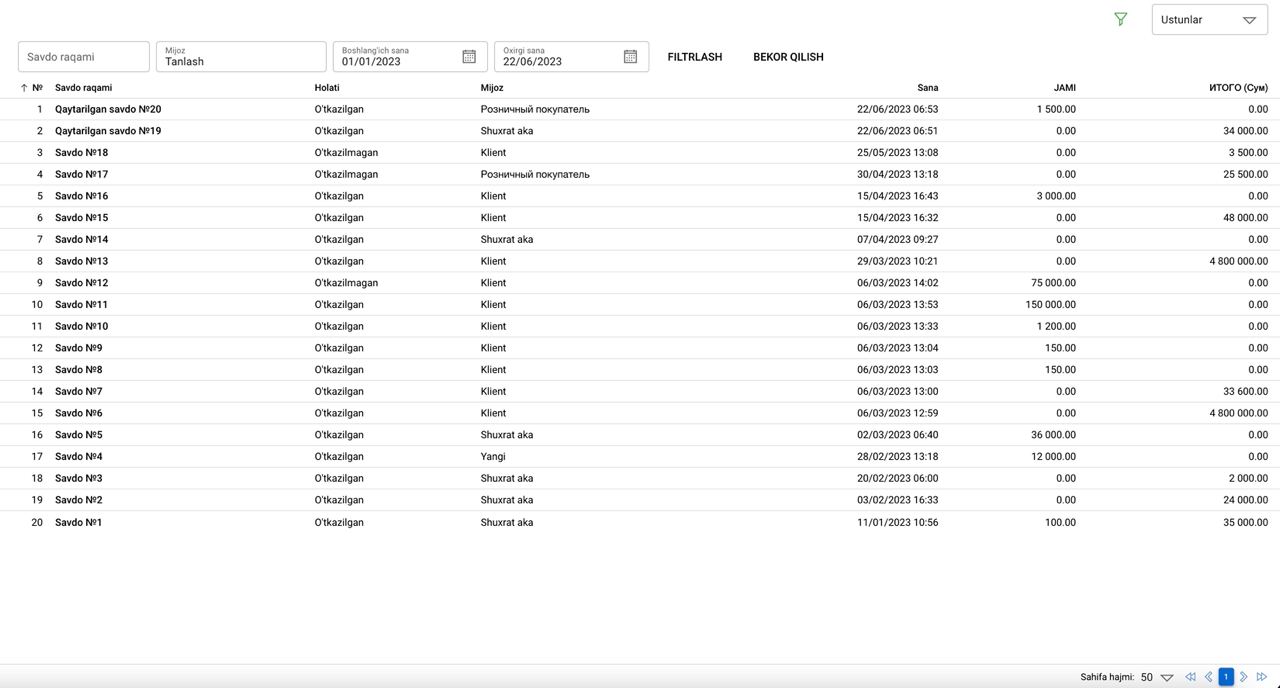 Ustunlar
Savdo raqami
Mijoz
Tanlash
Boshlang'ich sana
01/01/2023
Oxirgi sana
22/06/2023
FILTRLASH
BEKOR QILISH
№ Savdo raqami Holati Mijoz Sana JAMI ИТОГО (Сум)
1 Qaytarilgan savdo №20 O'tkazilgan Розничный покупатель 22/06/2023 06:53 1 500.00 0.00
2 Qaytarilgan savdo №19 O'tkazilgan Shuxrat aka 22/06/2023 06:51 0.00 34 000.00
3 Savdo №18 O'tkazilmagan Klient 25/05/2023 13:08 0.00 3 500.00
4 Savdo №17 O'tkazilmagan Розничный покупатель 30/04/2023 13:18 0.00 25 500.00
5 Savdo №16 O'tkazilgan Klient 15/04/2023 16:43 3 000.00 0.00
6 Savdo №15 O'tkazilgan Klient 15/04/2023 16:32 0.00 48 000.00
7 Savdo №14 O'tkazilgan Shuxrat aka 07/04/2023 09:27 0.00 0.00
8 Savdo №13 O'tkazilgan Klient 29/03/2023 10:21 0.00 4 800 000.00
9 Savdo №12 O'tkazilmagan Klient 06/03/2023 14:02 75 000.00 0.00
10 Savdo №11 O'tkazilgan Klient 06/03/2023 13:53 150 000.00 0.00
11 Savdo №10 O'tkazilgan Klient 06/03/2023 13:33 1 200.00 0.00
12 Savdo №9 O'tkazilgan Klient 06/03/2023 13:04 150.00 0.00
13 Savdo №8 O'tkazilgan Klient 06/03/2023 13:03 150.00 0.00
14 Savdo №7 O'tkazilgan Klient 06/03/2023 13:00 0.00 33 600.00
15 Savdo №6 O'tkazilgan Klient 06/03/2023 12:59 0.00 4 800 000.00
16 Savdo №5 O'tkazilgan Shuxrat aka 02/03/2023 06:40 36 000.00 0.00
17 Savdo №4 O'tkazilgan Yangi 28/02/2023 13:18 12 000.00 0.00
18 Savdo №3 O'tkazilgan Shuxrat aka 20/02/2023 06:00 0.00 2 000.00
19 Savdo №2 O'tkazilgan Shuxrat aka 03/02/2023 16:33 0.00 24 000.00
20 Savdo №1 O'tkazilgan Shuxrat aka 11/01/2023 10:56 100.00 35 000.00
Sahifa hajmi: 50 1